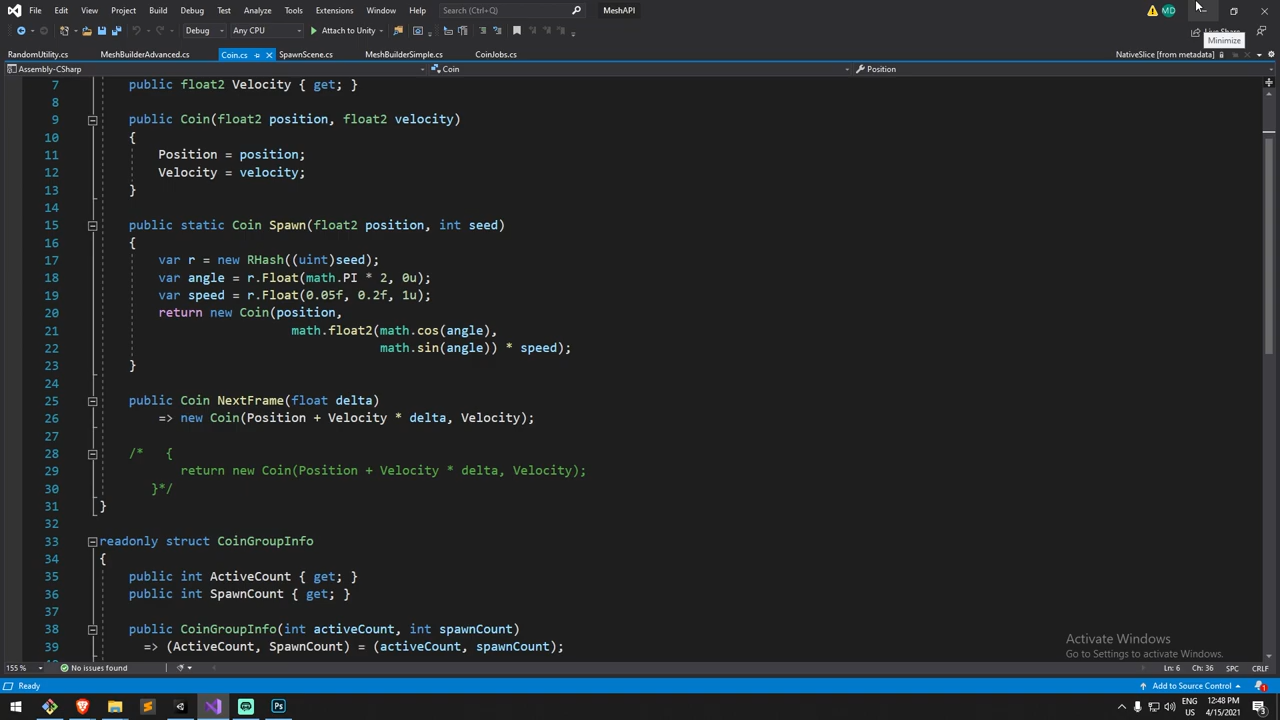 File Edit View Project Build Debug Test Analyze Tools Extensions Window Help Search (Ctrl+Q) MeshAPI MD
Debug Any CPU Attach to Unity Live Share
Minimize
RandomUtility.cs MeshBuilderAdvanced.cs Coin.cs SpawnScene.cs MeshBuilderSimple.cs CoinJobs.cs NativeSlice [from metadata]
Assembly-CSharp Coin Position
7 public float2 Velocity { get; }
8
9 public Coin(float2 position, float2 velocity)
10 {
11 Position = position;
12 Velocity = velocity;
13 }
14
15 public static Coin Spawn(float2 position, int seed)
16 {
17 var r = new RHash((uint)seed);
18 var angle = r.Float(math.PI * 2, 0u);
19 var speed = r.Float(0.05f, 0.2f, 1u);
20 return new Coin(position,
21 math.float2(math.cos(angle),
22 math.sin(angle)) * speed);
23 }
24
25 public Coin NextFrame(float delta)
26 => new Coin(Position + Velocity * delta, Velocity);
27
28 /* {
29 return new Coin(Position + Velocity * delta, Velocity);
30 }*/
31 }
32
33 readonly struct CoinGroupInfo
34 {
35 public int ActiveCount { get; }
36 public int SpawnCount { get; }
37
38 public CoinGroupInfo(int activeCount, int spawnCount)
39 => (ActiveCount, SpawnCount) = (activeCount, spawnCount);
Activate Windows
Go to Settings to activate Windows.
155 % No issues found Ln: 6 Ch: 36 SPC CRLF
Ready Add to Source Control 1
Ps ENG 12:48 PM
US 4/15/2021 3